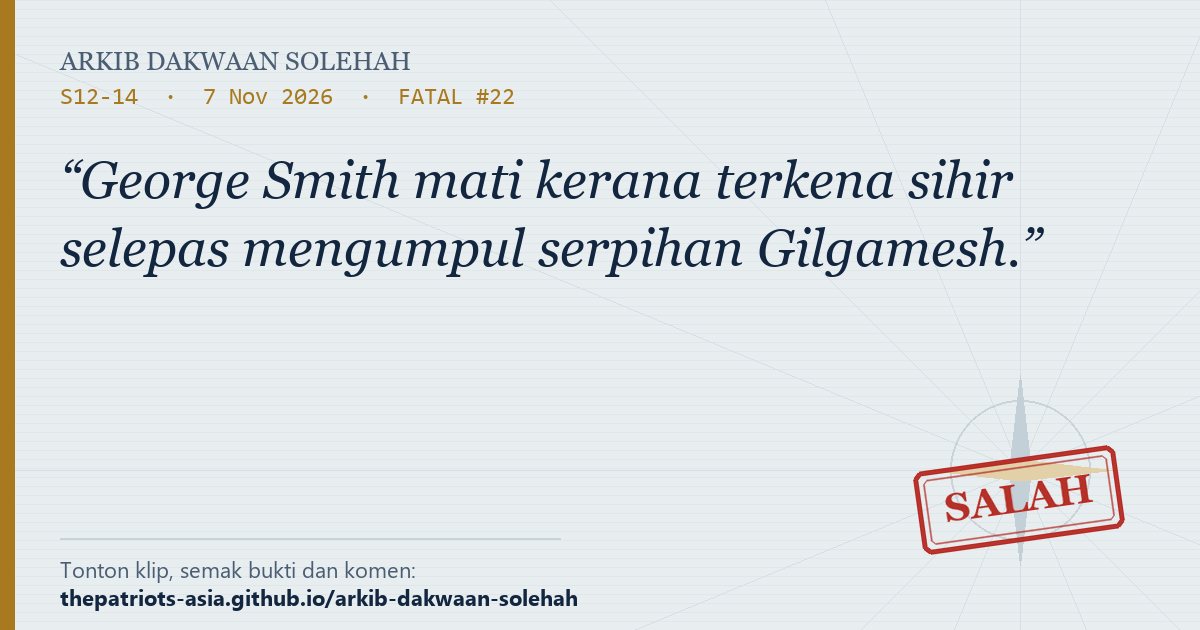 ARKIB DAKWAAN SOLEHAH
S12-14 · 7 Nov 2026 · FATAL #22
“George Smith mati kerana terkena sihir
selepas mengumpul serpihan Gilgamesh.”
SALAH
Tonton klip, semak bukti dan komen:
thepatriots-asia.github.io/arkib-dakwaan-solehah